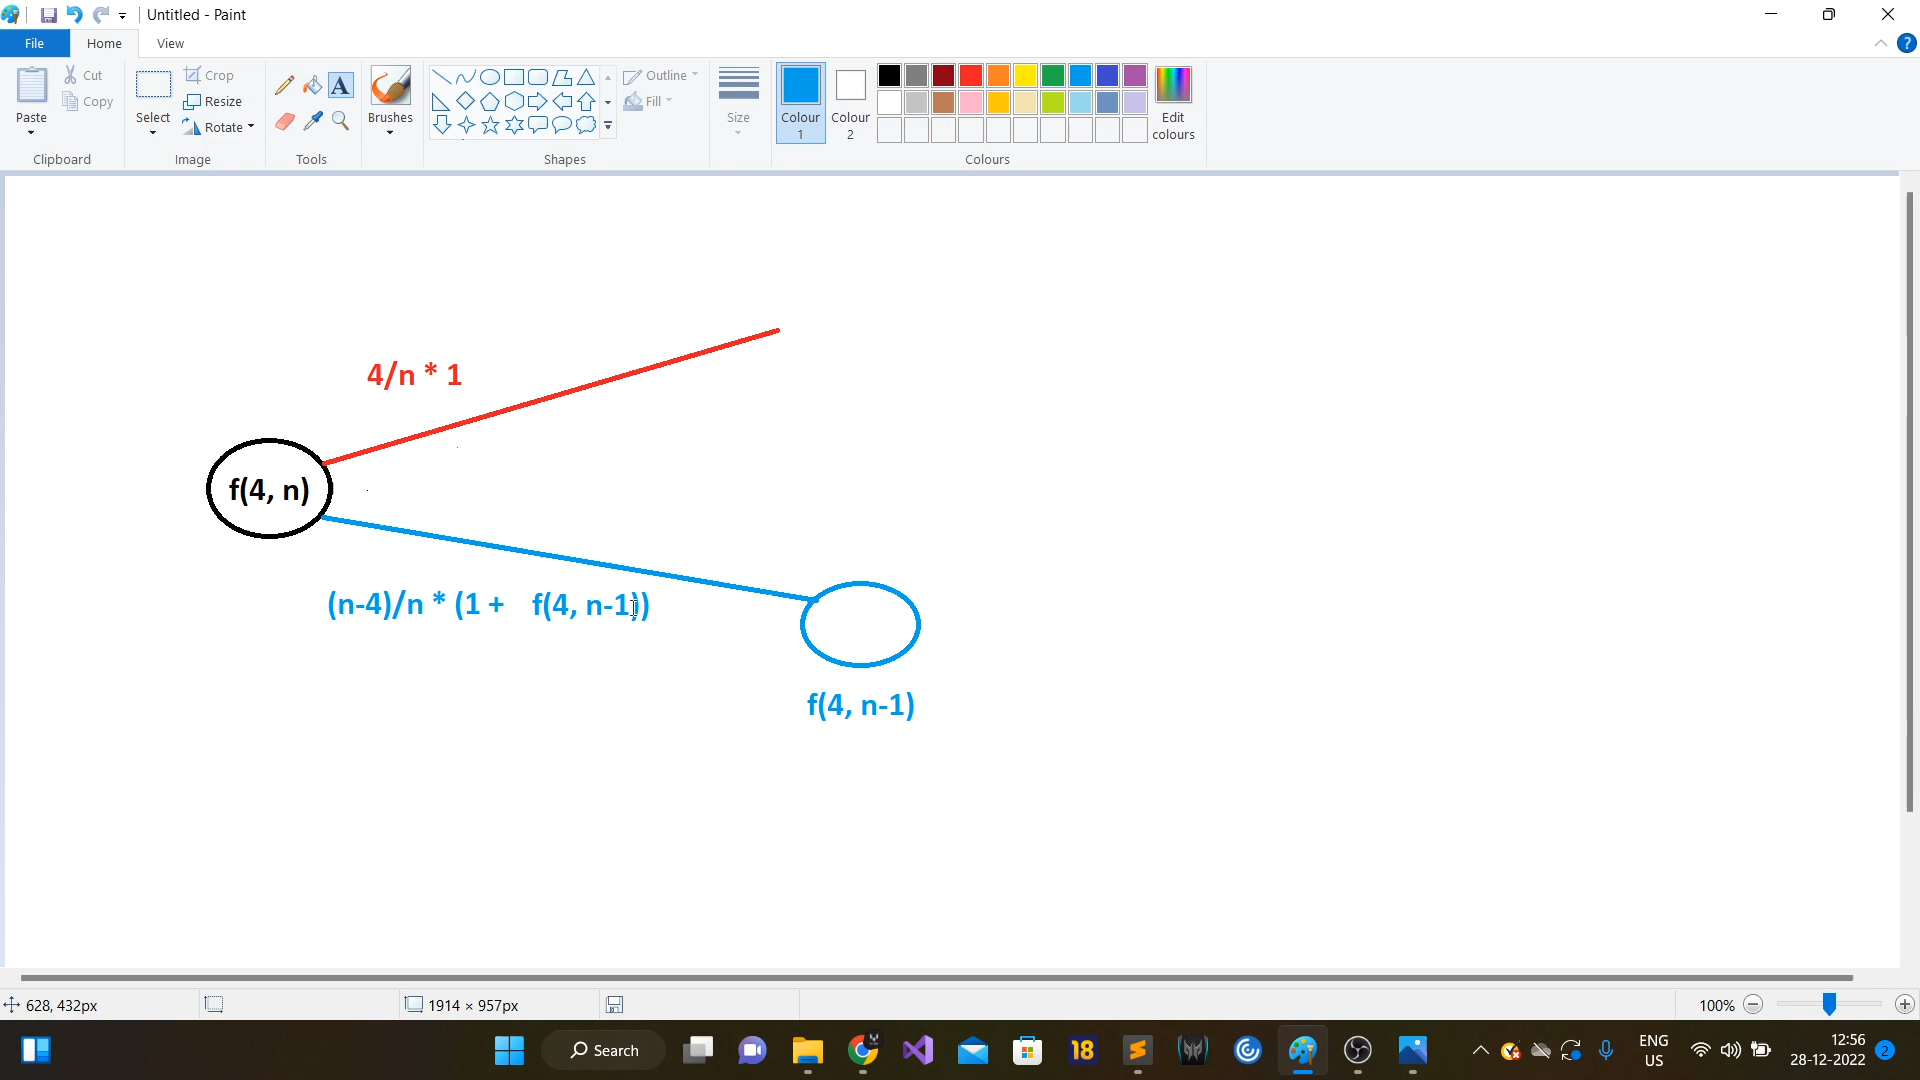 Untitled - Paint
File Home View
Paste
Cut
Copy
Clipboard
Select
Crop
Resize
Rotate
Image
Tools
Brushes
Shapes
Outline
Fill
Size
Colour 1
Colour 2
Edit colours
Colours
4/n * 1
f(4, n)
(n-4)/n * (1 + f(4, n-1))
f(4, n-1)
628, 432px
1914 × 957px
100%
Search
18
ENG
US
12:56
28-12-2022
2